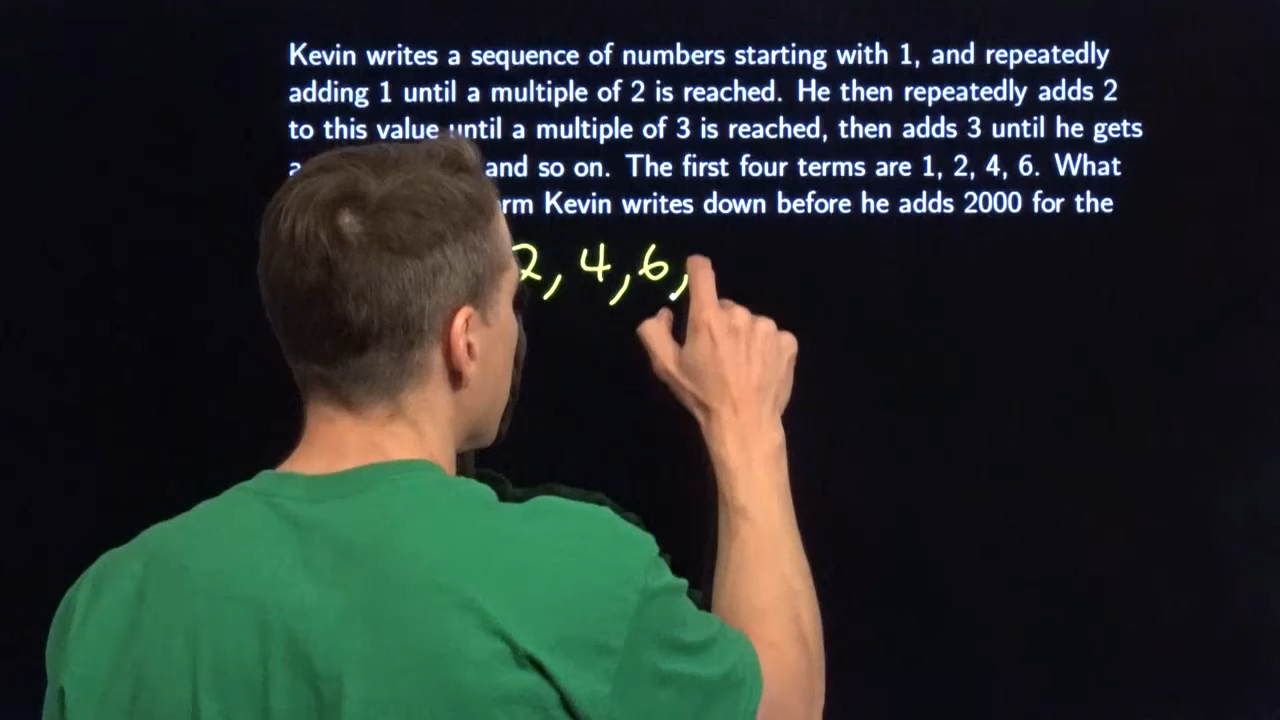 Kevin writes a sequence of numbers starting with 1, and repeatedly
adding 1 until a multiple of 2 is reached. He then repeatedly adds 2
to this value until a multiple of 3 is reached, then adds 3 until he gets
and so on. The first four terms are 1, 2, 4, 6. What
Kevin writes down before he adds 2000 for the
2, 4, 6,